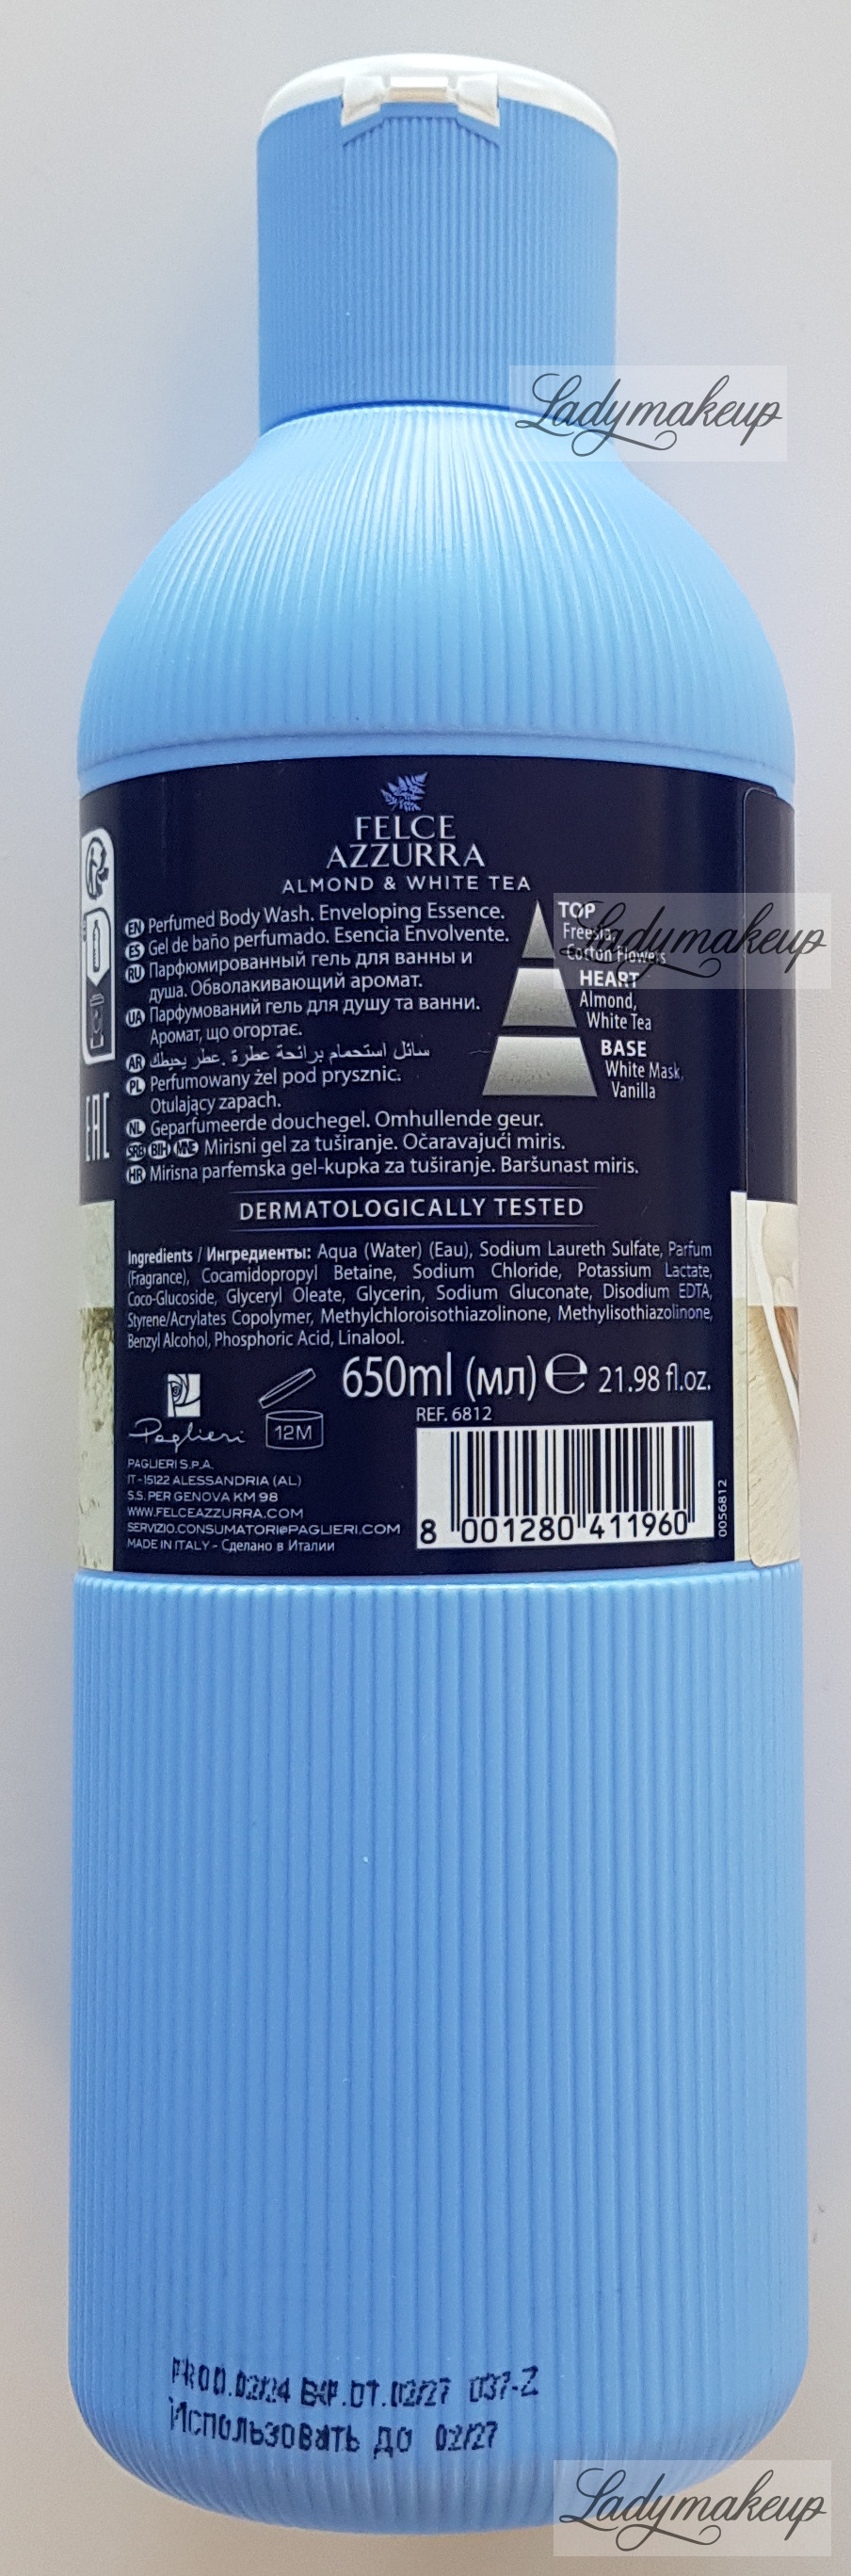 Ladymakeup
FELCE
AZZURRA
ALMOND & WHITE TEA
EN Perfumed Body Wash. Enveloping Essence.
ES Gel de baño perfumado. Esencia Envolvente.
RU Парфюмированный гель для ванны и
душа. Обволакивающий аромат.
UA Парфумований гель для душу та ванни.
Аромат, що огортає.
AR سائل استحمام برائحة عطرة. عطر يحيطك
PL Perfumowany żel pod prysznic.
Otulający zapach.
NL Geparfumeerde douchegel. Omhullende geur.
SRB BIH MNE Mirisni gel za tuširanje. Očaravajući miris.
HR Mirisna parfemska gel-kupka za tuširanje. Baršunast miris.
TOP
Freesia,
Cotton Flowers
Ladymakeup
HEART
Almond,
White Tea
BASE
White Mask,
Vanilla
EAC
DERMATOLOGICALLY TESTED
Ingredients / Ингредиенты: Aqua (Water) (Eau), Sodium Laureth Sulfate, Parfum
(Fragrance), Cocamidopropyl Betaine, Sodium Chloride, Potassium Lactate,
Coco-Glucoside, Glyceryl Oleate, Glycerin, Sodium Gluconate, Disodium EDTA,
Styrene/Acrylates Copolymer, Methylchloroisothiazolinone, Methylisothiazolinone,
Benzyl Alcohol, Phosphoric Acid, Linalool.
650ml (мл) e 21.98 fl.oz.
REF. 6812
Paglieri
12M
PAGLIERI S.P.A.
IT-15122 ALESSANDRIA (AL)
S.S. PER GENOVA KM 98
WWW.FELCEAZZURRA.COM
SERVIZIO.CONSUMATORI@PAGLIERI.COM
MADE IN ITALY - Сделано в Италии
8 001280 411960
0056812
PROD.02/24 EXP.DT.02/27 037-Z
Использовать до 02/27
Ladymakeup